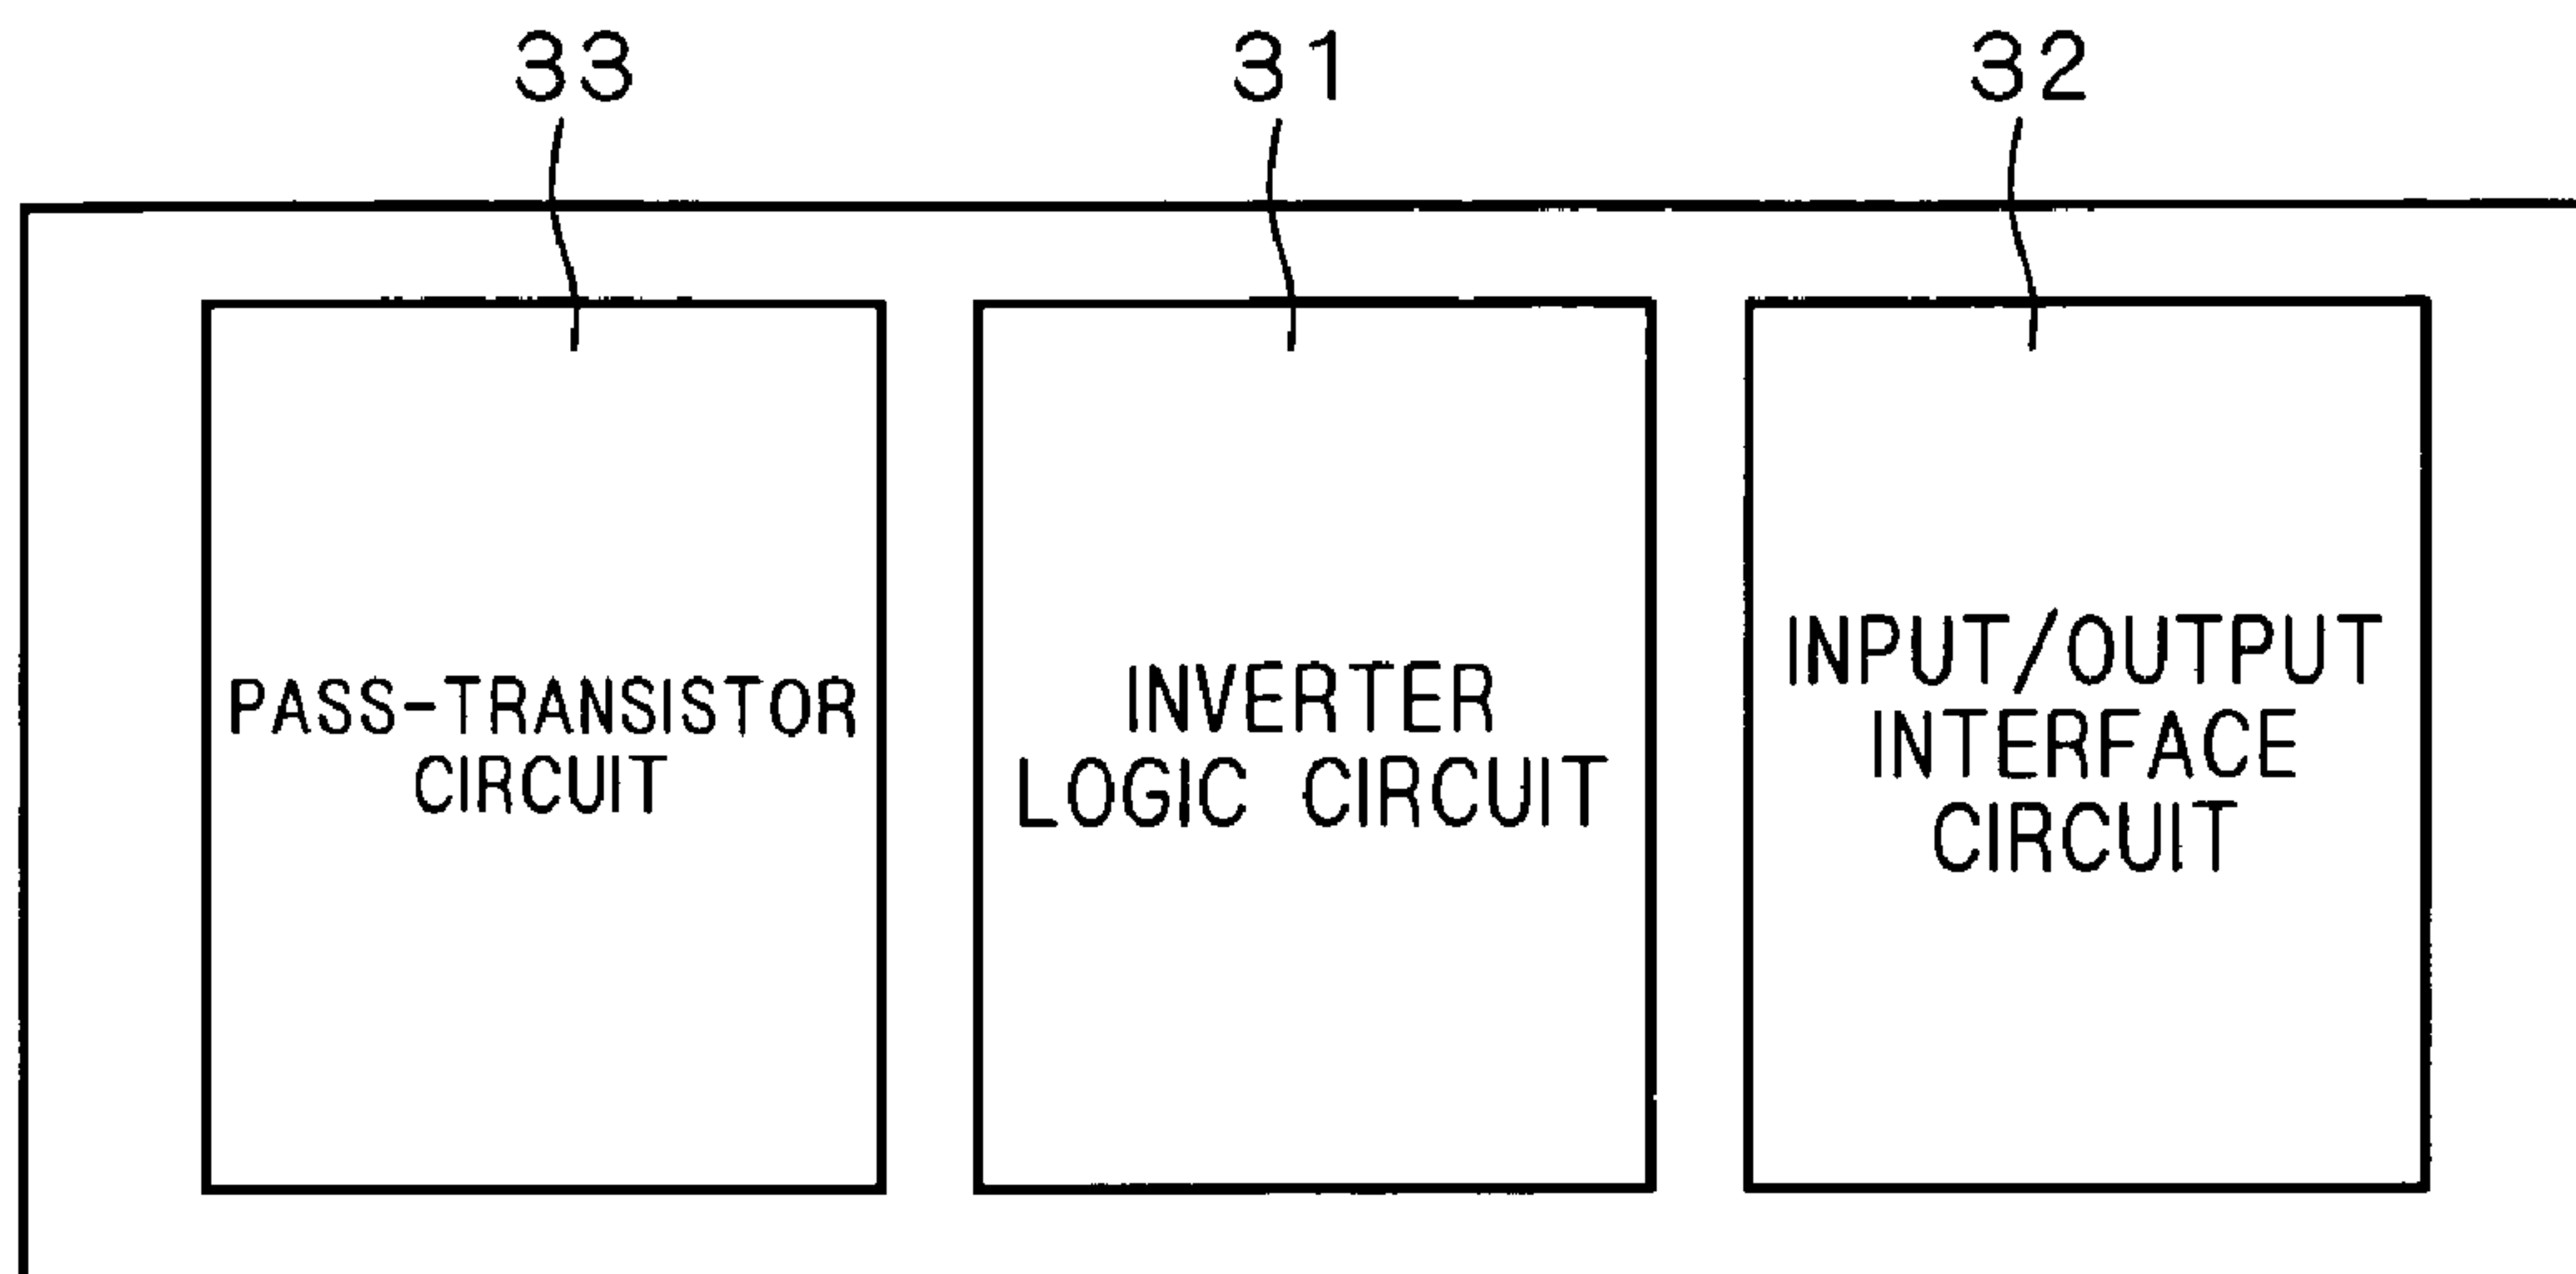 33
31
32
PASS-TRANSISTOR
CIRCUIT
INVERTER
LOGIC CIRCUIT
INPUT/OUTPUT
INTERFACE
CIRCUIT